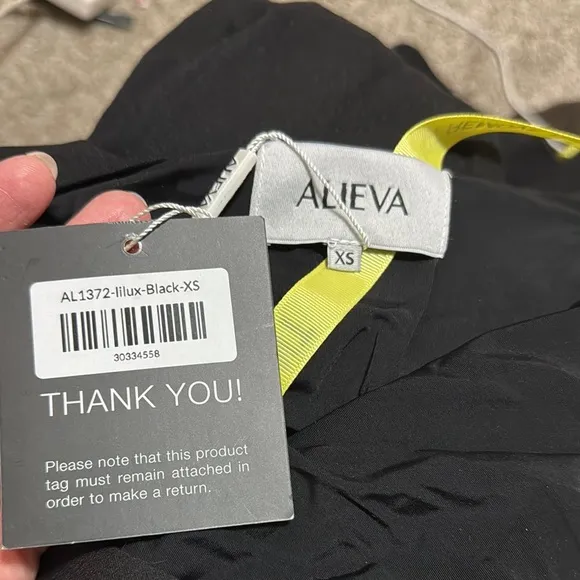 ALIEVA
XS
AL1372-lilux-Black-XS
30334558
THANK YOU!
Please note that this product
tag must remain attached in
order to make a return.